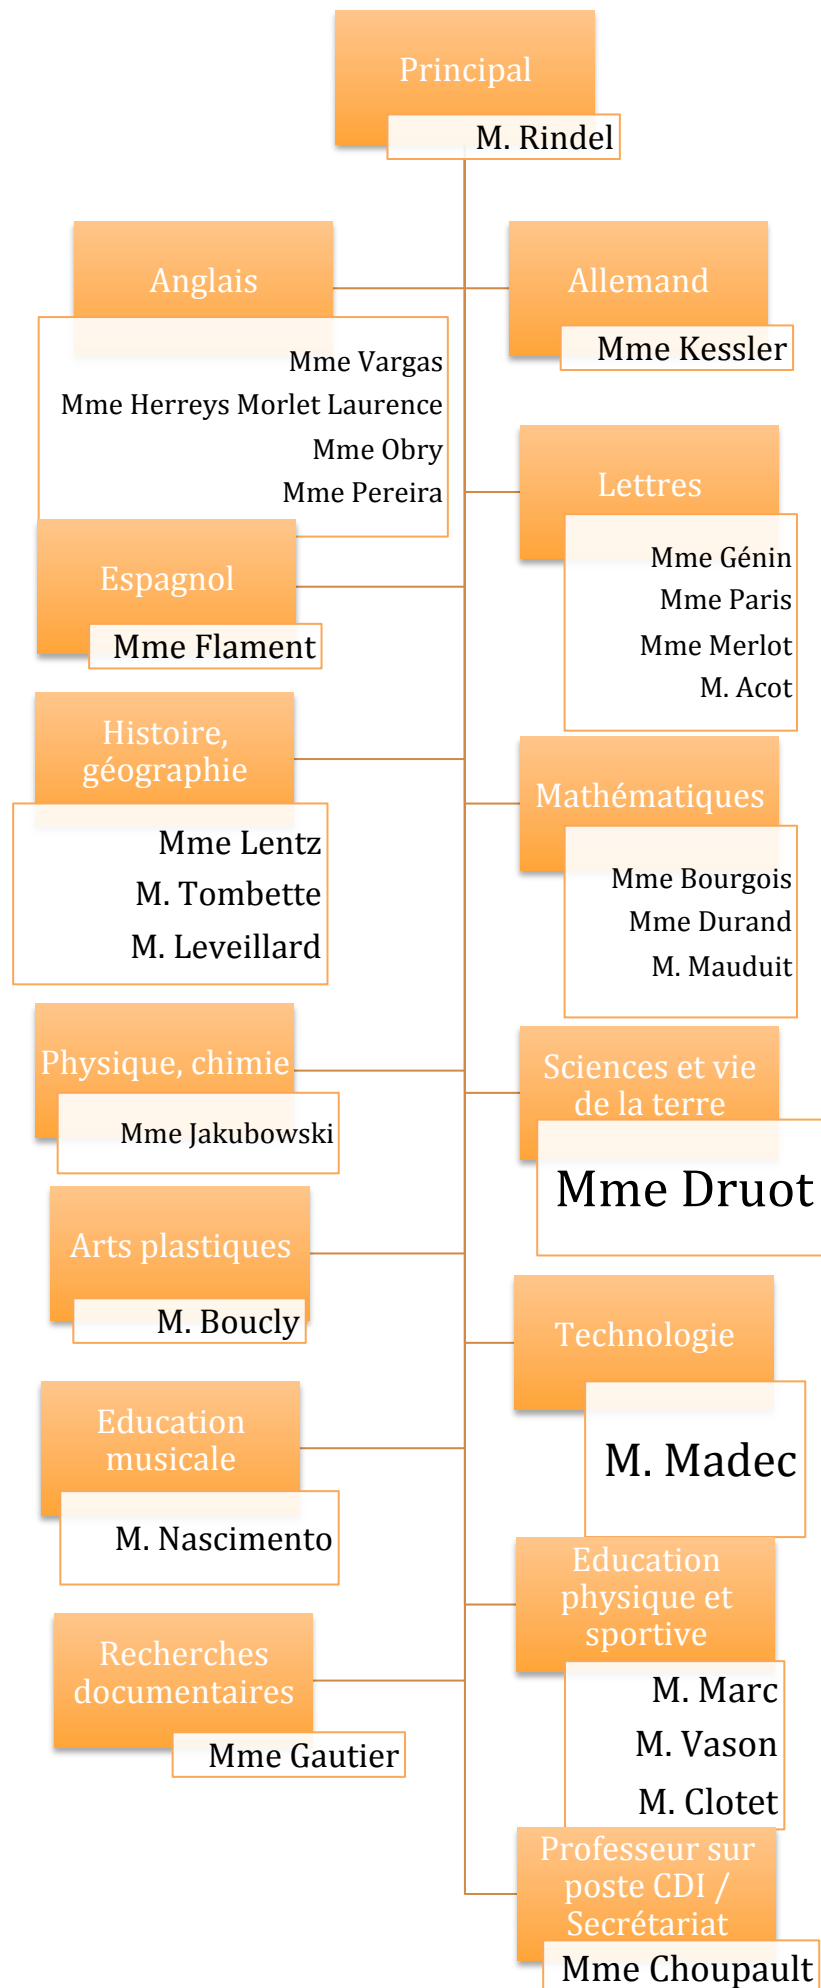 Principal
M. Rindel
Anglais
Mme Vargas
Mme Herreys Morlet Laurence
Mme Obry
Mme Pereira
Allemand
Mme Kessler
Espagnol
Mme Flament
Lettres
Mme Génin
Mme Paris
Mme Merlot
M. Acot
Histoire,
géographie
Mme Lentz
M. Tombette
M. Leveillard
Mathématiques
Mme Bourgois
Mme Durand
M. Mauduit
Physique, chimie
Mme Jakubowski
Sciences et vie
de la terre
Mme Druot
Arts plastiques
M. Boucly
Technologie
M. Madec
Education
musicale
M. Nascimento
Education
physique et
sportive
M. Marc
M. Vason
M. Clotet
Recherches
documentaires
Mme Gautier
Professeur sur
poste CDI /
Secrétariat
Mme Choupault